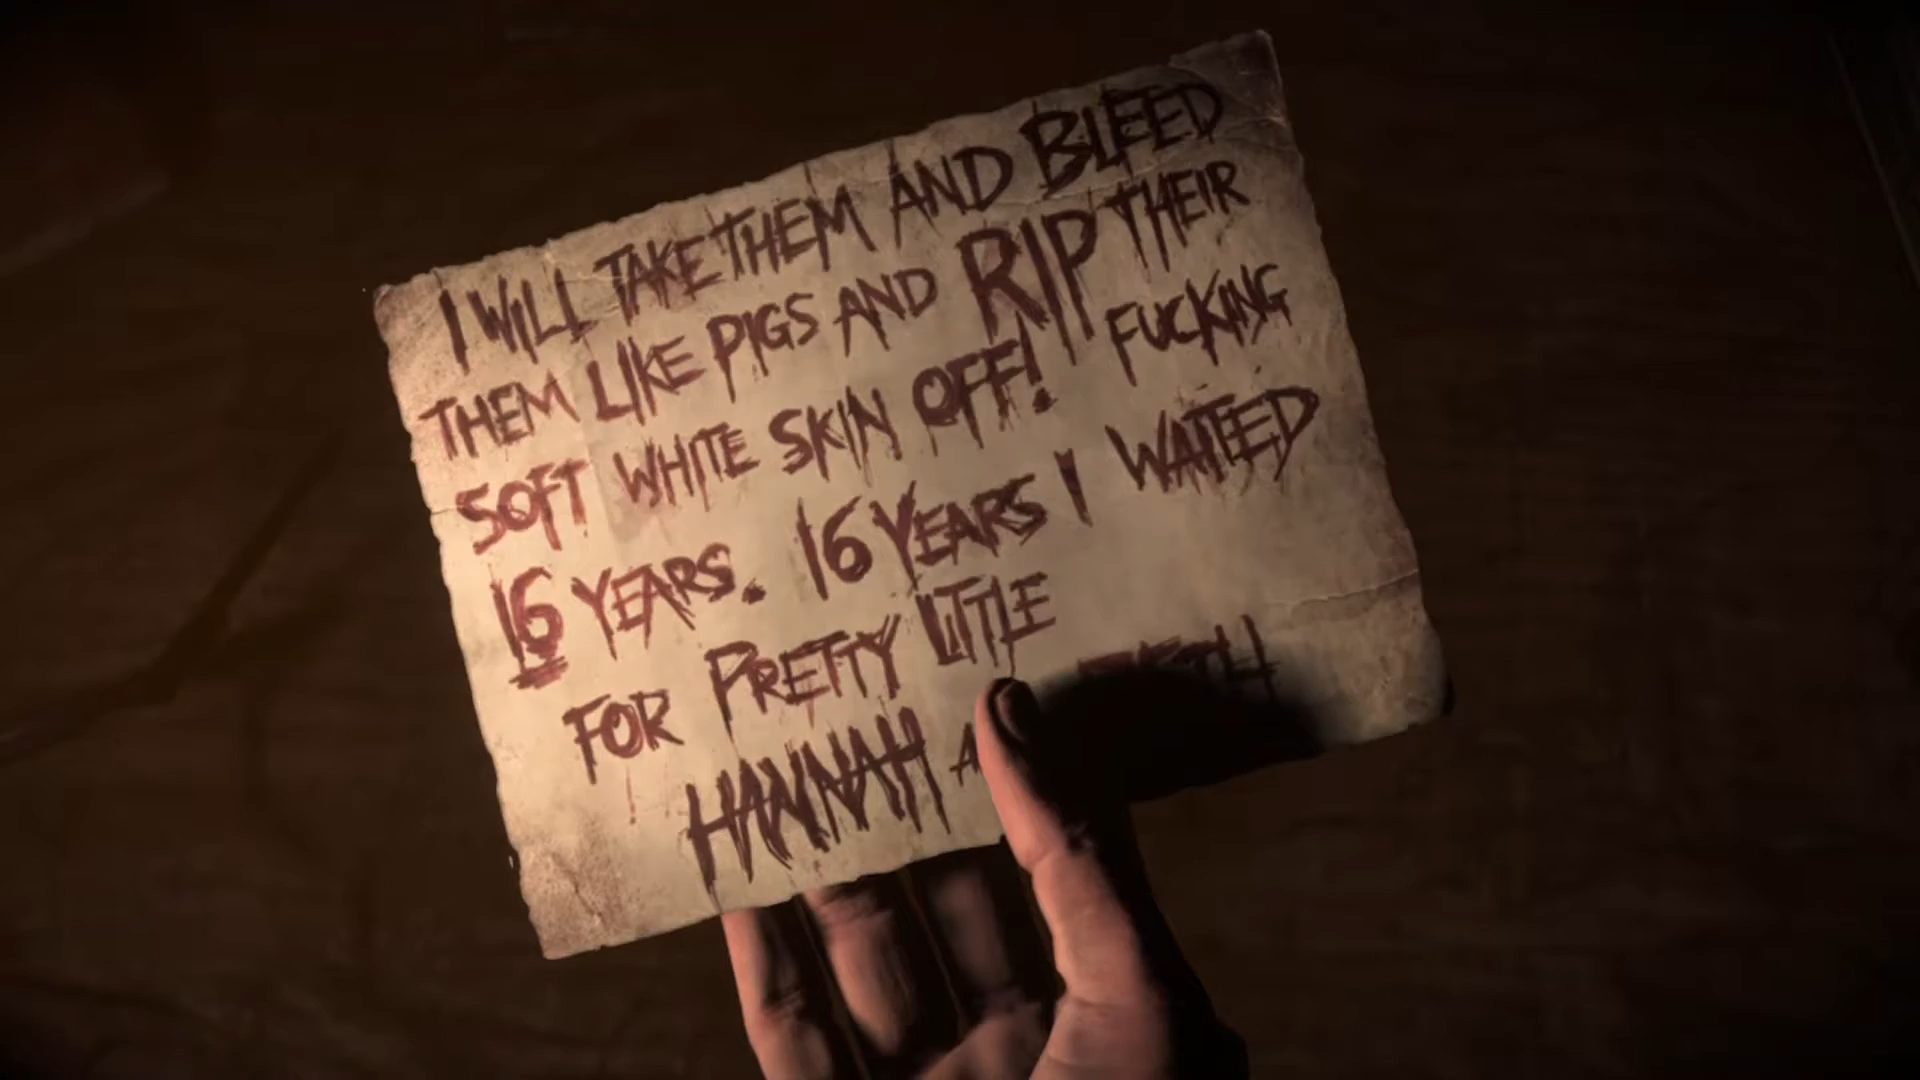 I WILL TAKE THEM AND BLEED
THEM LIKE PIGS AND RIP THEIR
SOFT WHITE SKIN OFF! FUCKING
16 YEARS. 16 YEARS I WAITED
FOR PRETTY LITTLE
HANNAH